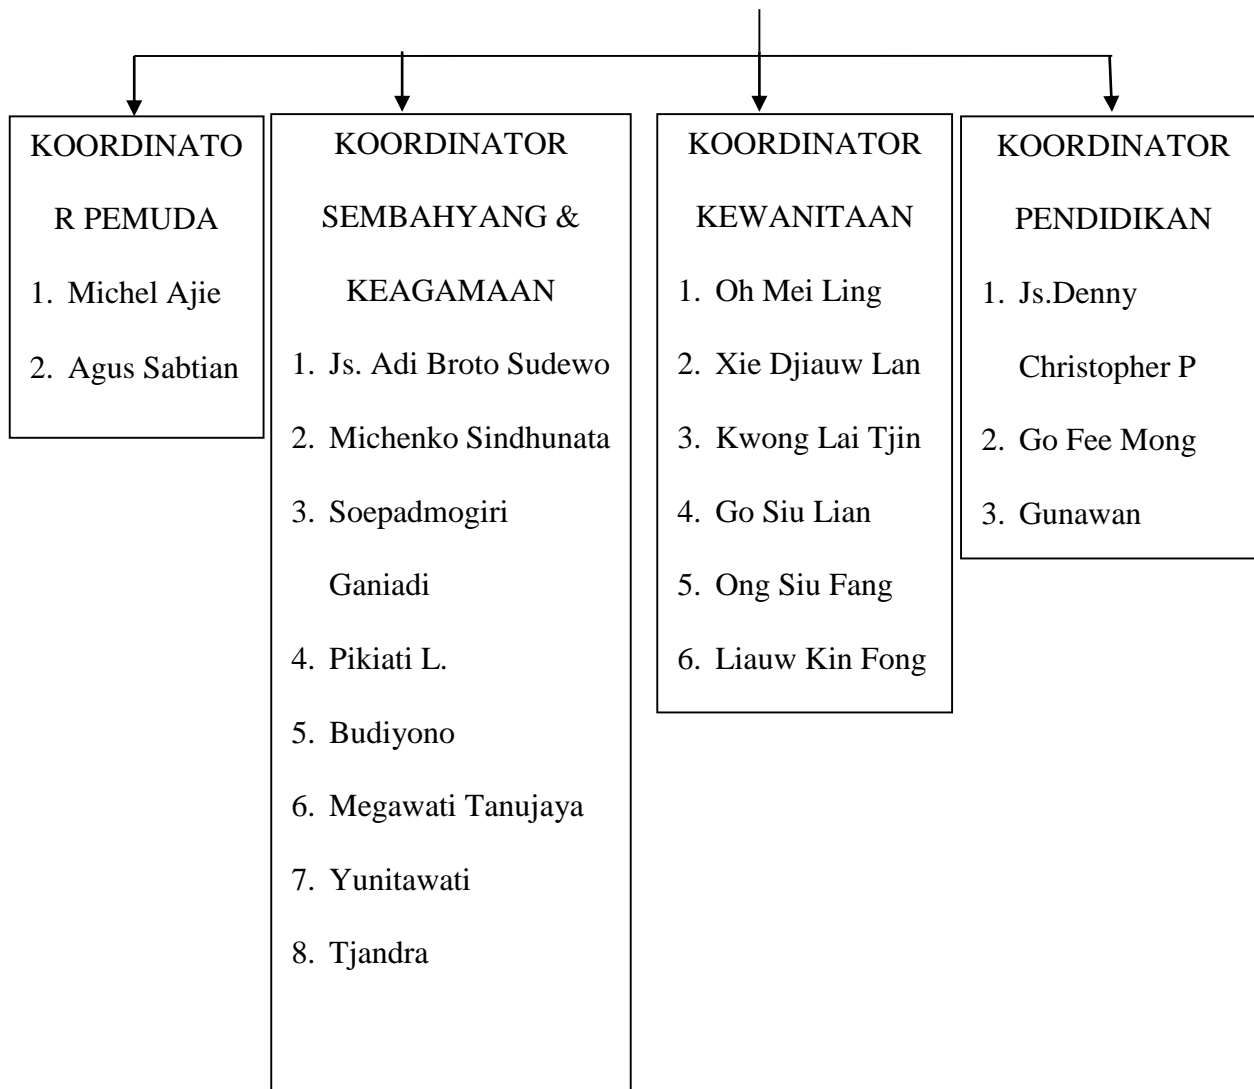 KOORDINATO
R PEMUDA
1. Michel Ajie
2. Agus Sabtian
KOORDINATOR
SEMBAHYANG &
KEAGAMAAN
1. Js. Adi Broto Sudewo
2. Michenko Sindhunata
3. Soepadmogiri
Ganiadi
4. Pikiati L.
5. Budiyono
6. Megawati Tanujaya
7. Yunitawati
8. Tjandra
KOORDINATOR
KEWANITAAN
1. Oh Mei Ling
2. Xie Djiauw Lan
3. Kwong Lai Tjin
4. Go Siu Lian
5. Ong Siu Fang
6. Liauw Kin Fong
KOORDINATOR
PENDIDIKAN
1. Js.Denny
Christopher P
2. Go Fee Mong
3. Gunawan